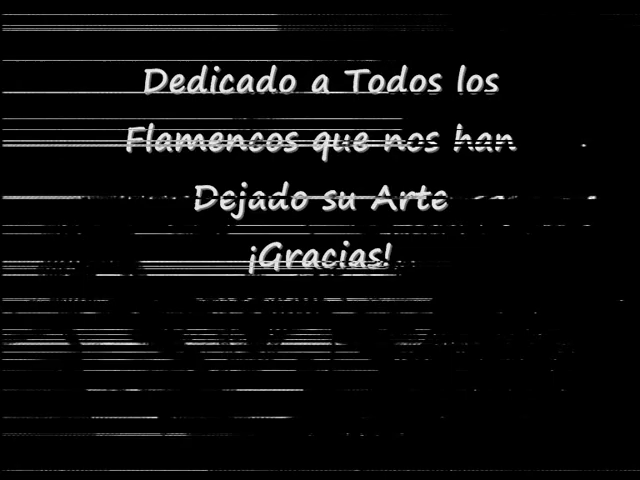 Dedicado a Todos los
Flamencos que nos han
Dejado su Arte
¡Gracias!